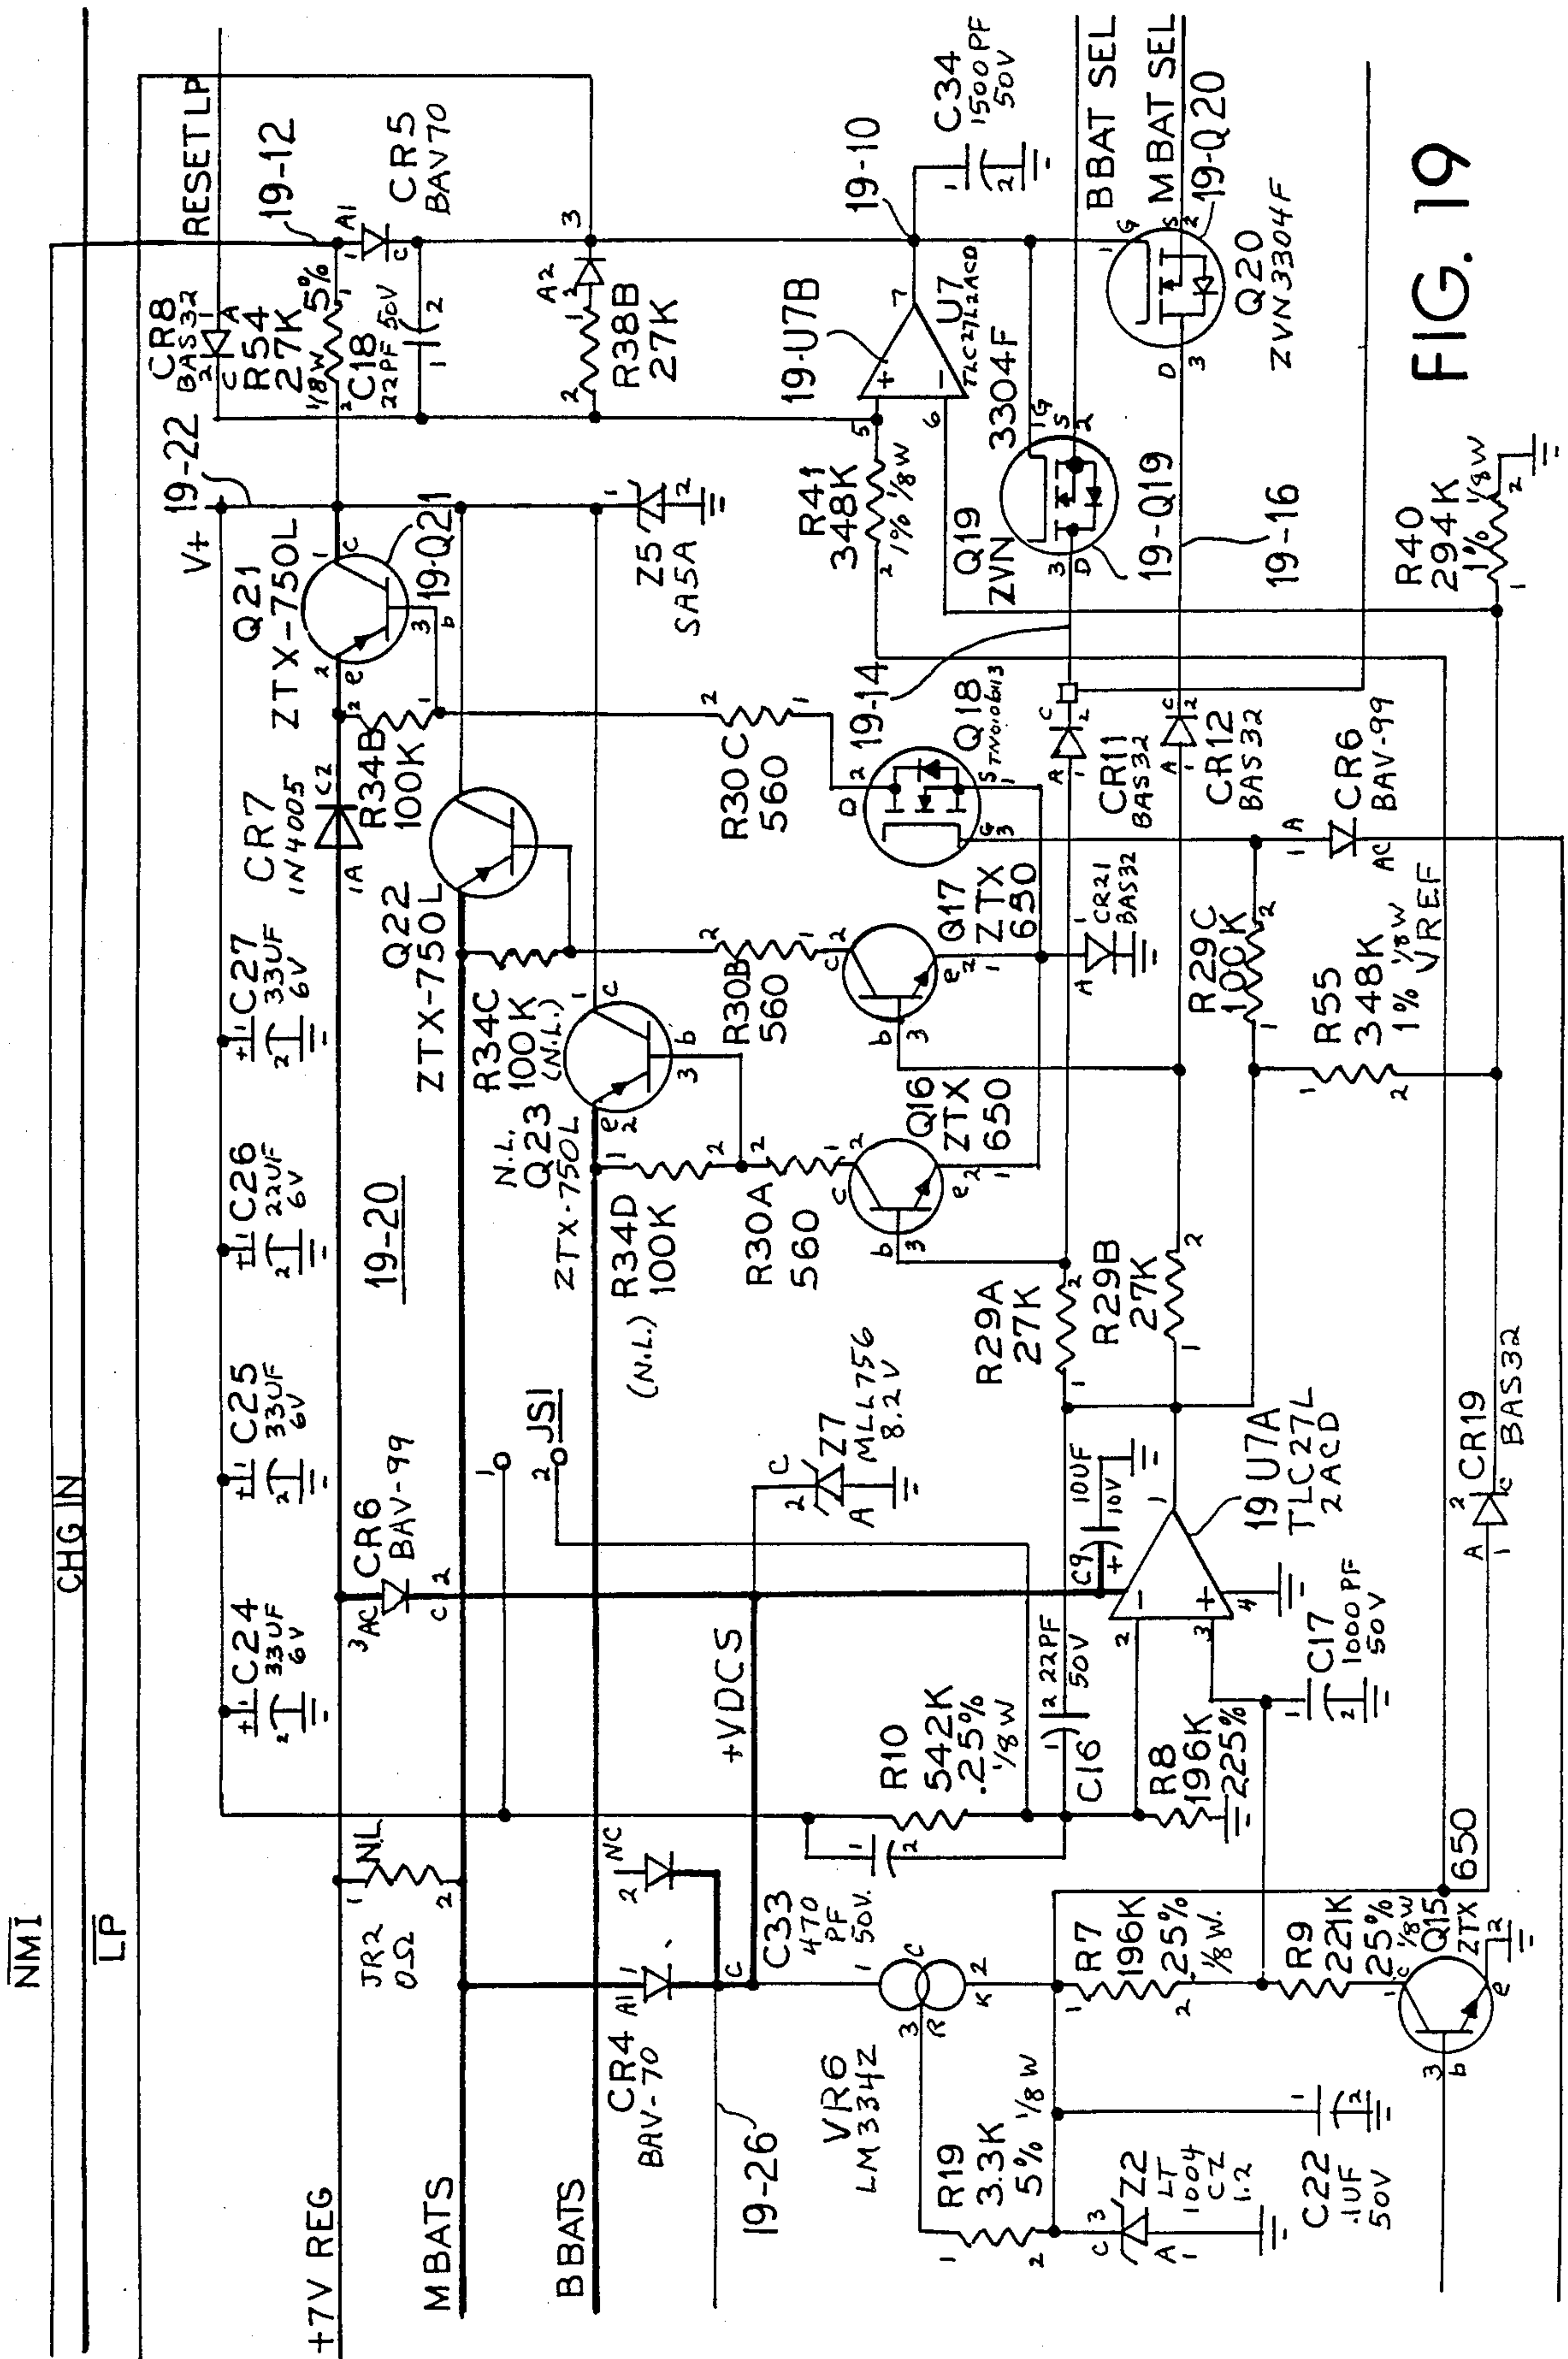 NMI
CHG IN
LP
RESET LP
+7V REG
MBATS
BBATS
19-26
+VDCS
19-20
V+
19-22
19-12
C24
33UF
6V
C25
33UF
6V
C26
22UF
6V
C27
33UF
6V
CR8
BAS32
R54
27K
1/8W 5%
C18
22PF 50V
CR5
BAV70
R38B
27K
JR2
0Ω
NL
CR6
BAV-99
CR7
1N4005
Q21
ZTX-750L
19-Q21
R34B
100K
Q22
ZTX-750L
R34C
100K
(N.L.)
N.L.
Q23
ZTX-750L
R34D
100K
(N.L.)
Z5
SA5A
JS1
CR4
BAV-70
NC
C33
470
PF
50V.
Z7
MLL756
8.2V
R30A
560
R30B
560
R30C
560
Q16
ZTX
650
Q17
ZTX
650
Q18
19-14
R41
348K
1% 1/8W
19-U7B
U7
TLC27L2ACD
19-10
C34
1500PF
50V
Q19
ZVN
3304F
19-Q19
BBAT SEL
MBAT SEL
19-Q20
Q20
ZVN3304F
19-16
CR11
BAS32
CR12
BAS32
CR21
BAS32
CR6
BAV-99
VREF
R29A
27K
R29B
27K
R29C
100K
R55
348K
1% 1/8W
R40
294K
1% 1/8W
VR6
LM334Z
R19
3.3K
5% 1/8W
Z2
LT
1004
CZ
1.2
C22
.1UF
50V
R10
542K
.25%
1/8W
C16
22PF
50V
C9
10UF
10V
R8
196K
225%
R7
196K
25%
1/8W.
R9
221K
25%
1/8W
Q15
ZTX
650
C17
1000PF
50V
19 U7A
TLC27L
2ACD
CR19
BAS32
FIG. 19